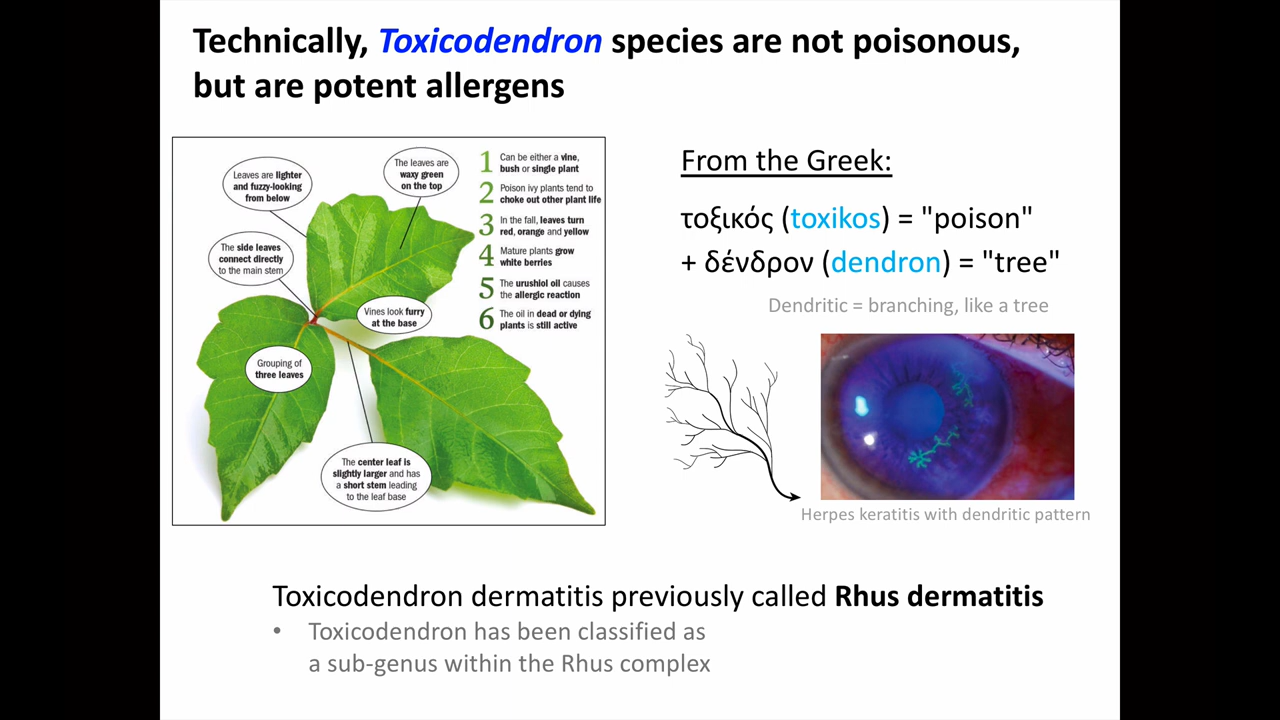 Technically, Toxicodendron species are not poisonous,
but are potent allergens
Leaves are lighter
and fuzzy-looking
from below
The leaves are
waxy green
on the top
The side leaves
connect directly
to the main stem
Vines look furry
at the base
Grouping of
three leaves
The center leaf is
slightly larger and has
a short stem leading
to the leaf base
1 Can be either a vine,
bush or single plant
2 Poison ivy plants tend to
choke out other plant life
3 In the fall, leaves turn
red, orange and yellow
4 Mature plants grow
white berries
5 The urushiol oil causes
the allergic reaction
6 The oil in dead or dying
plants is still active
From the Greek:
τοξικός (toxikos) = "poison"
+ δένδρον (dendron) = "tree"
Dendritic = branching, like a tree
Herpes keratitis with dendritic pattern
Toxicodendron dermatitis previously called Rhus dermatitis
• Toxicodendron has been classified as
a sub-genus within the Rhus complex